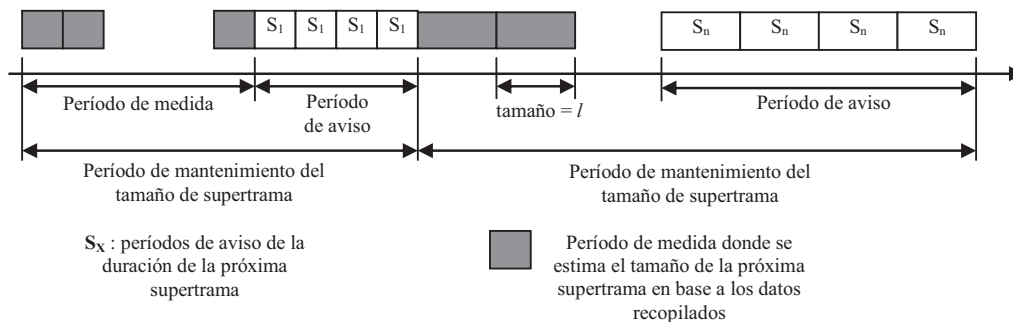 S1 S1 S1 S1
Sn Sn Sn Sn
Período de medida
Período
de aviso
tamaño = l
Período de aviso
Período de mantenimiento del
tamaño de supertrama
Período de mantenimiento del
tamaño de supertrama
SX : períodos de aviso de la
duración de la próxima
supertrama
Período de medida donde se
estima el tamaño de la próxima
supertrama en base a los datos
recopilados